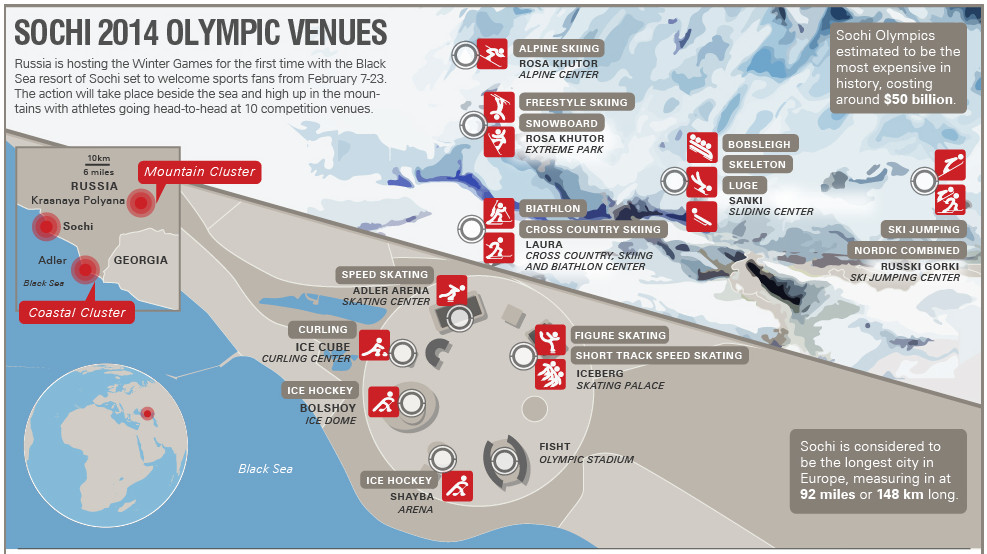 SOCHI 2014 OLYMPIC VENUES
Russia is hosting the Winter Games for the first time with the Black
Sea resort of Sochi set to welcome sports fans from February 7-23.
The action will take place beside the sea and high up in the moun-
tains with athletes going head-to-head at 10 competition venues.
Sochi Olympics
estimated to be the
most expensive in
history, costing
around $50 billion.
ALPINE SKIING
ROSA KHUTOR
ALPINE CENTER
FREESTYLE SKIING
SNOWBOARD
ROSA KHUTOR
EXTREME PARK
BOBSLEIGH
SKELETON
LUGE
SANKI
SLIDING CENTER
SKI JUMPING
NORDIC COMBINED
RUSSKI GORKI
SKI JUMPING CENTER
BIATHLON
CROSS COUNTRY SKIING
LAURA
CROSS COUNTRY, SKIING
AND BIATHLON CENTER
10km
6 miles
RUSSIA
Mountain Cluster
Kraanaya Polyana
Sochi
Adler
GEORGIA
Black Sea
Coastal Cluster
SPEED SKATING
ADLER ARENA
SKATING CENTER
CURLING
ICE CUBE
CURLING CENTER
FIGURE SKATING
SHORT TRACK SPEED SKATING
ICEBERG
SKATING PALACE
ICE HOCKEY
BOLSHOY
ICE DOME
FISHT
OLYMPIC STADIUM
ICE HOCKEY
SHAYBA
ARENA
Black Sea
Sochi is considered to
be the longest city in
Europe, measuring in at
92 miles or 148 km long.